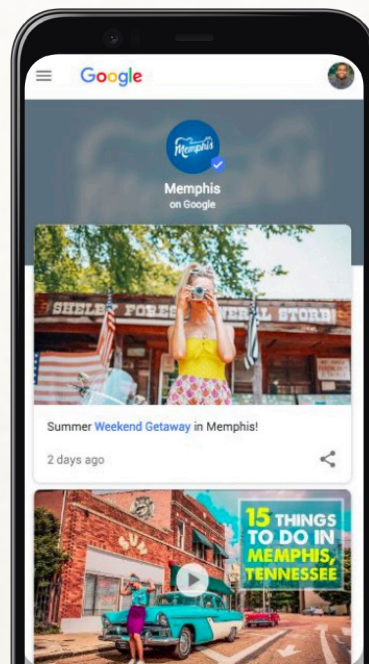 Google
Memphis
Memphis
on Google
SHELBY FOREST GENERAL STORE
Summer Weekend Getaway in Memphis!
2 days ago
15 THINGS
TO DO IN
MEMPHIS,
TENNESSEE